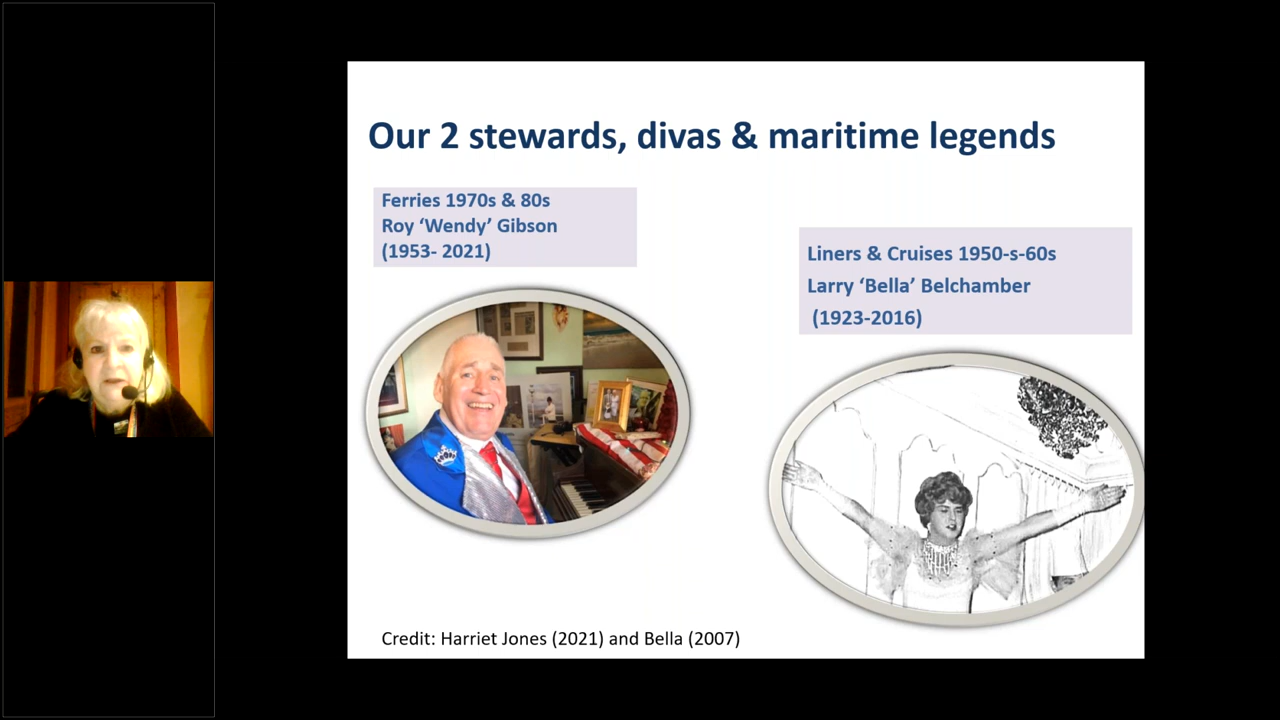 Our 2 stewards, divas & maritime legends
Ferries 1970s & 80s
Roy ‘Wendy’ Gibson
(1953- 2021)
Liners & Cruises 1950-s-60s
Larry ‘Bella’ Belchamber
(1923-2016)
Credit: Harriet Jones (2021) and Bella (2007)